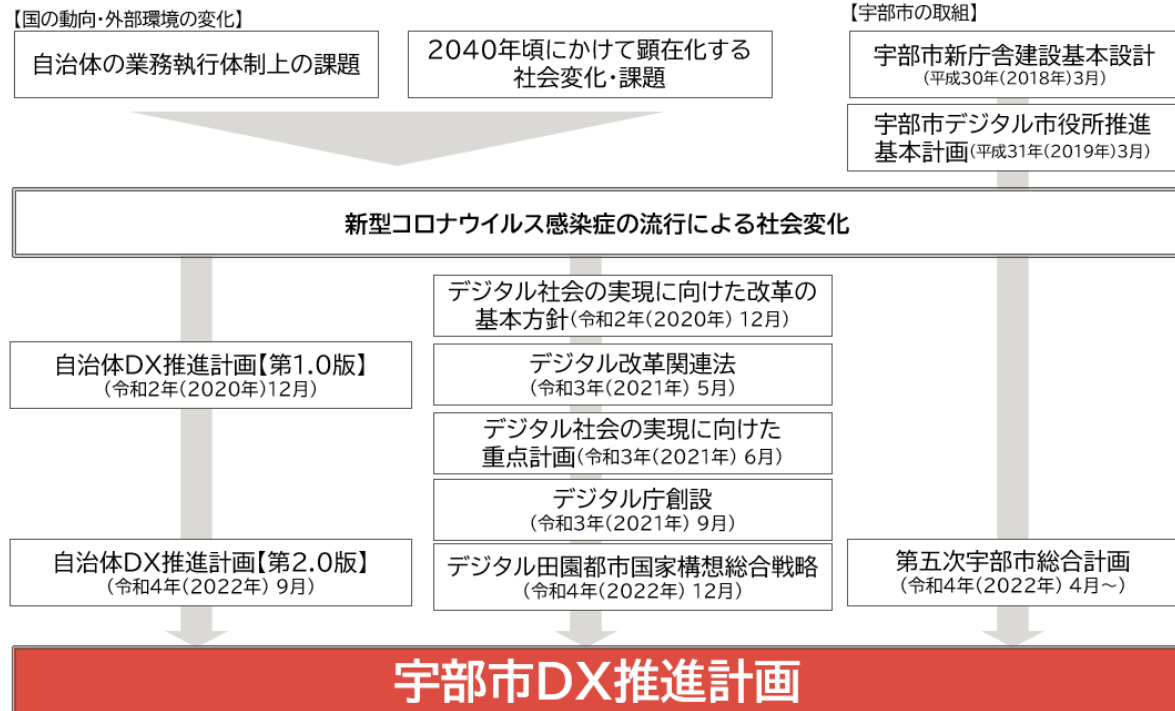 【国の動向・外部環境の変化】
自治体の業務執行体制上の課題
2040年頃にかけて顕在化する
社会変化・課題
【宇部市の取組】
宇部市新庁舎建設基本設計
(平成30年(2018年)3月)
宇部市デジタル市役所推進
基本計画(平成31年(2019年)3月)
新型コロナウイルス感染症の流行による社会変化
自治体DX推進計画【第1.0版】
(令和2年(2020年)12月)
自治体DX推進計画【第2.0版】
(令和4年(2022年) 9月)
デジタル社会の実現に向けた改革の
基本方針(令和2年(2020年) 12月)
デジタル改革関連法
(令和3年(2021年) 5月)
デジタル社会の実現に向けた
重点計画(令和3年(2021年) 6月)
デジタル庁創設
(令和3年(2021年) 9月)
デジタル田園都市国家構想総合戦略
(令和4年(2022年) 12月)
第五次宇部市総合計画
(令和4年(2022年) 4月~)
宇部市DX推進計画